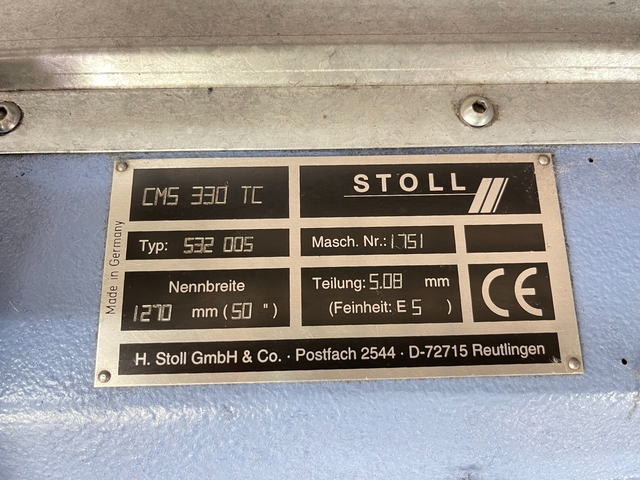 CMS 330 TC
STOLL
Typ: 532 005
Masch. Nr.: 1751
Nennbreite
1270 mm (50 ")
Teilung: 5.08 mm
(Feinheit: E 5 )
CE
H. Stoll GmbH & Co. · Postfach 2544 · D-72715 Reutlingen
Made in Germany